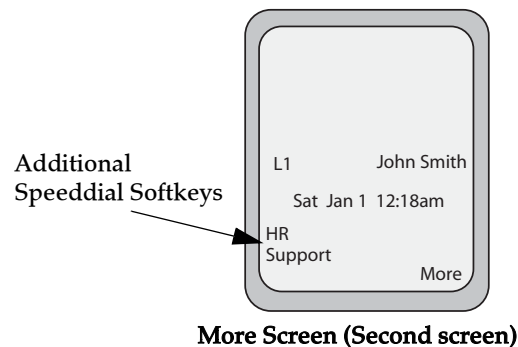 Additional
Speeddial Softkeys
L1 John Smith
Sat Jan 1 12:18am
HR
Support
More
More Screen (Second screen)